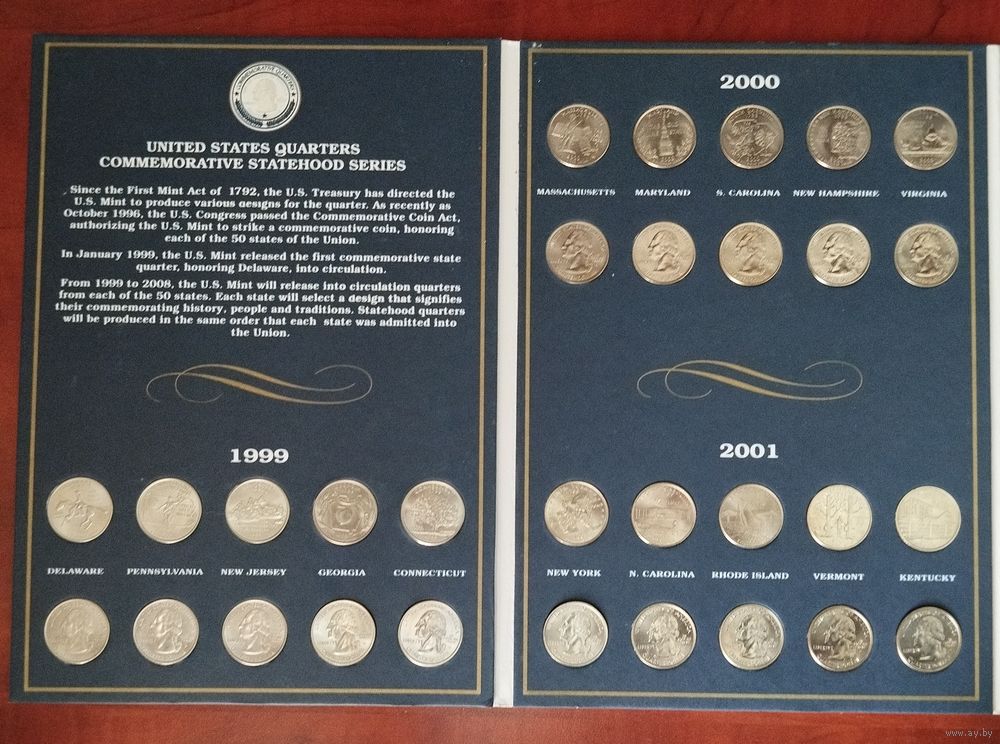 UNITED STATES QUARTERS
COMMEMORATIVE STATEHOOD SERIES
Since the First Mint Act of 1792, the U.S. Treasury has directed the
U.S. Mint to produce various aesigns for the quarter. As recently as
October 1996, the U.S. Congress passed the Commemorative Coin Act,
authorizing the U.S. Mint to strike a commemorative coin, honoring
each of the 50 states of the Union.
In January 1999, the U.S. Mint released the first commemorative state
quarter, honoring Delaware, into circulation.
From 1999 to 2008, the U.S. Mint will release into circulation quarters
from each of the 50 states. Each state will select a design that signifies
their commemorating history, people and traditions. Statehood quarters
will be produced in the same order that each state was admitted into
the Union.
1999
DELAWARE PENNSYLVANIA NEW JERSEY GEORGIA CONNECTICUT
2000
MASSACHUSETTS MARYLAND S. CAROLINA NEW HAMPSHIRE VIRGINIA
2001
NEW YORK N. CAROLINA RHODE ISLAND VERMONT KENTUCKY
www.ay.by